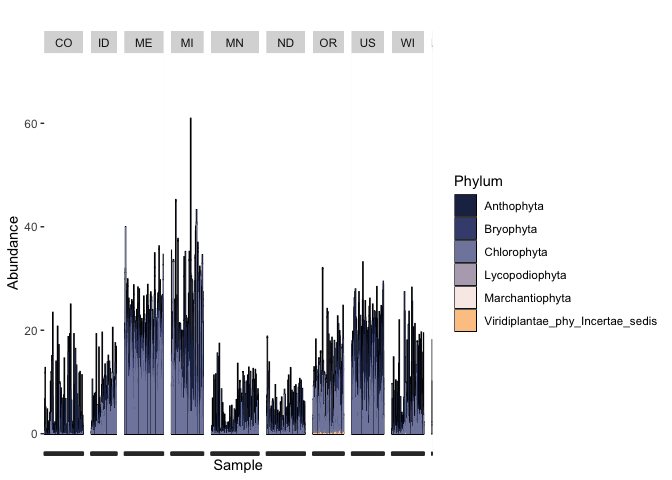 CO ID ME MI MN ND OR US WI
60
40
20
0
Abundance
Sample
Phylum
Anthophyta
Bryophyta
Chlorophyta
Lycopodiophyta
Marchantiophyta
Viridiplantae_phy_Incertae_sedis